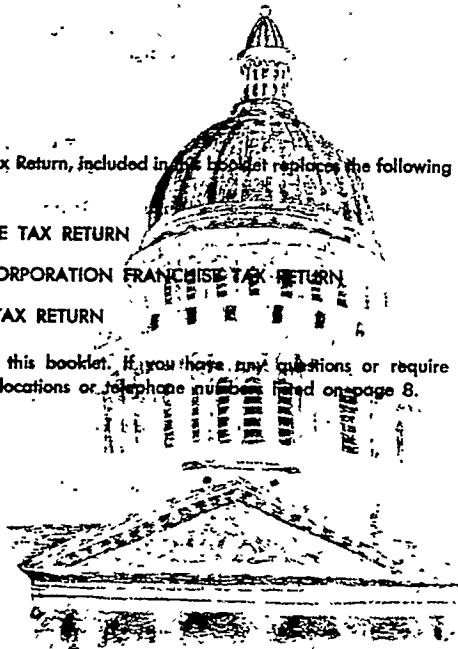 x Return, included in this booklet replaces the following
E TAX RETURN
ORPORATION FRANCHISE TAX RETURN
TAX RETURN
this booklet. If you have any questions or require
locations or telephone numbers listed on page 8.